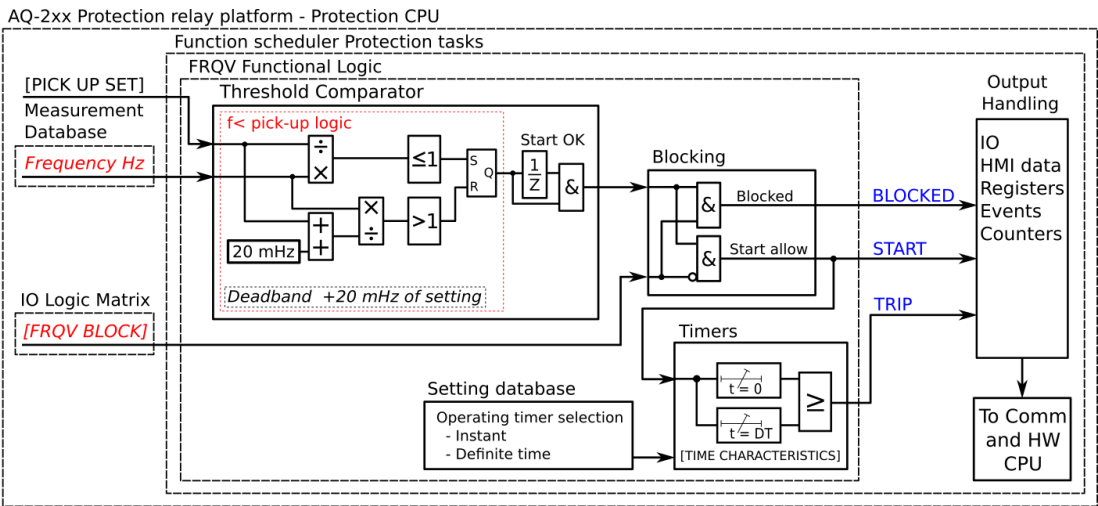 AQ-2xx Protection relay platform - Protection CPU
Function scheduler Protection tasks
FRQV Functional Logic
[PICK UP SET]
Measurement
Database
Frequency Hz
Threshold Comparator
f< pick-up logic
÷
×
≤1
S
Q
R
×
÷
>1
+
+
20 mHz
Deadband +20 mHz of setting
Start OK
1
Z
&
Blocking
&
Blocked
&
Start allow
BLOCKED
START
TRIP
Output
Handling
IO
HMI data
Registers
Events
Counters
IO Logic Matrix
[FRQV BLOCK]
Timers
t = 0
t = DT
≥
[TIME CHARACTERISTICS]
Setting database
Operating timer selection
- Instant
- Definite time
To Comm
and HW
CPU